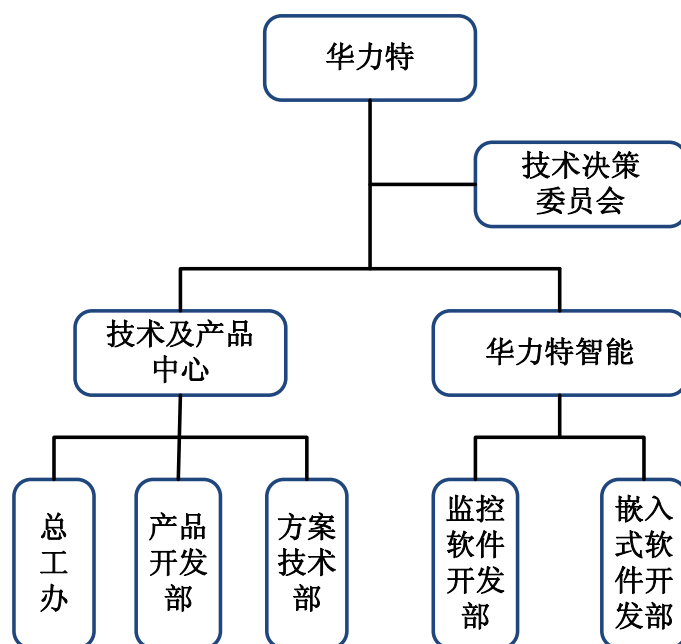 华力特
技术决策
委员会
技术及产品
中心
华力特智能
总
工
办
产品
开发
部
方案
技术
部
监控
软件
开发
部
嵌入
式软
件开
发部